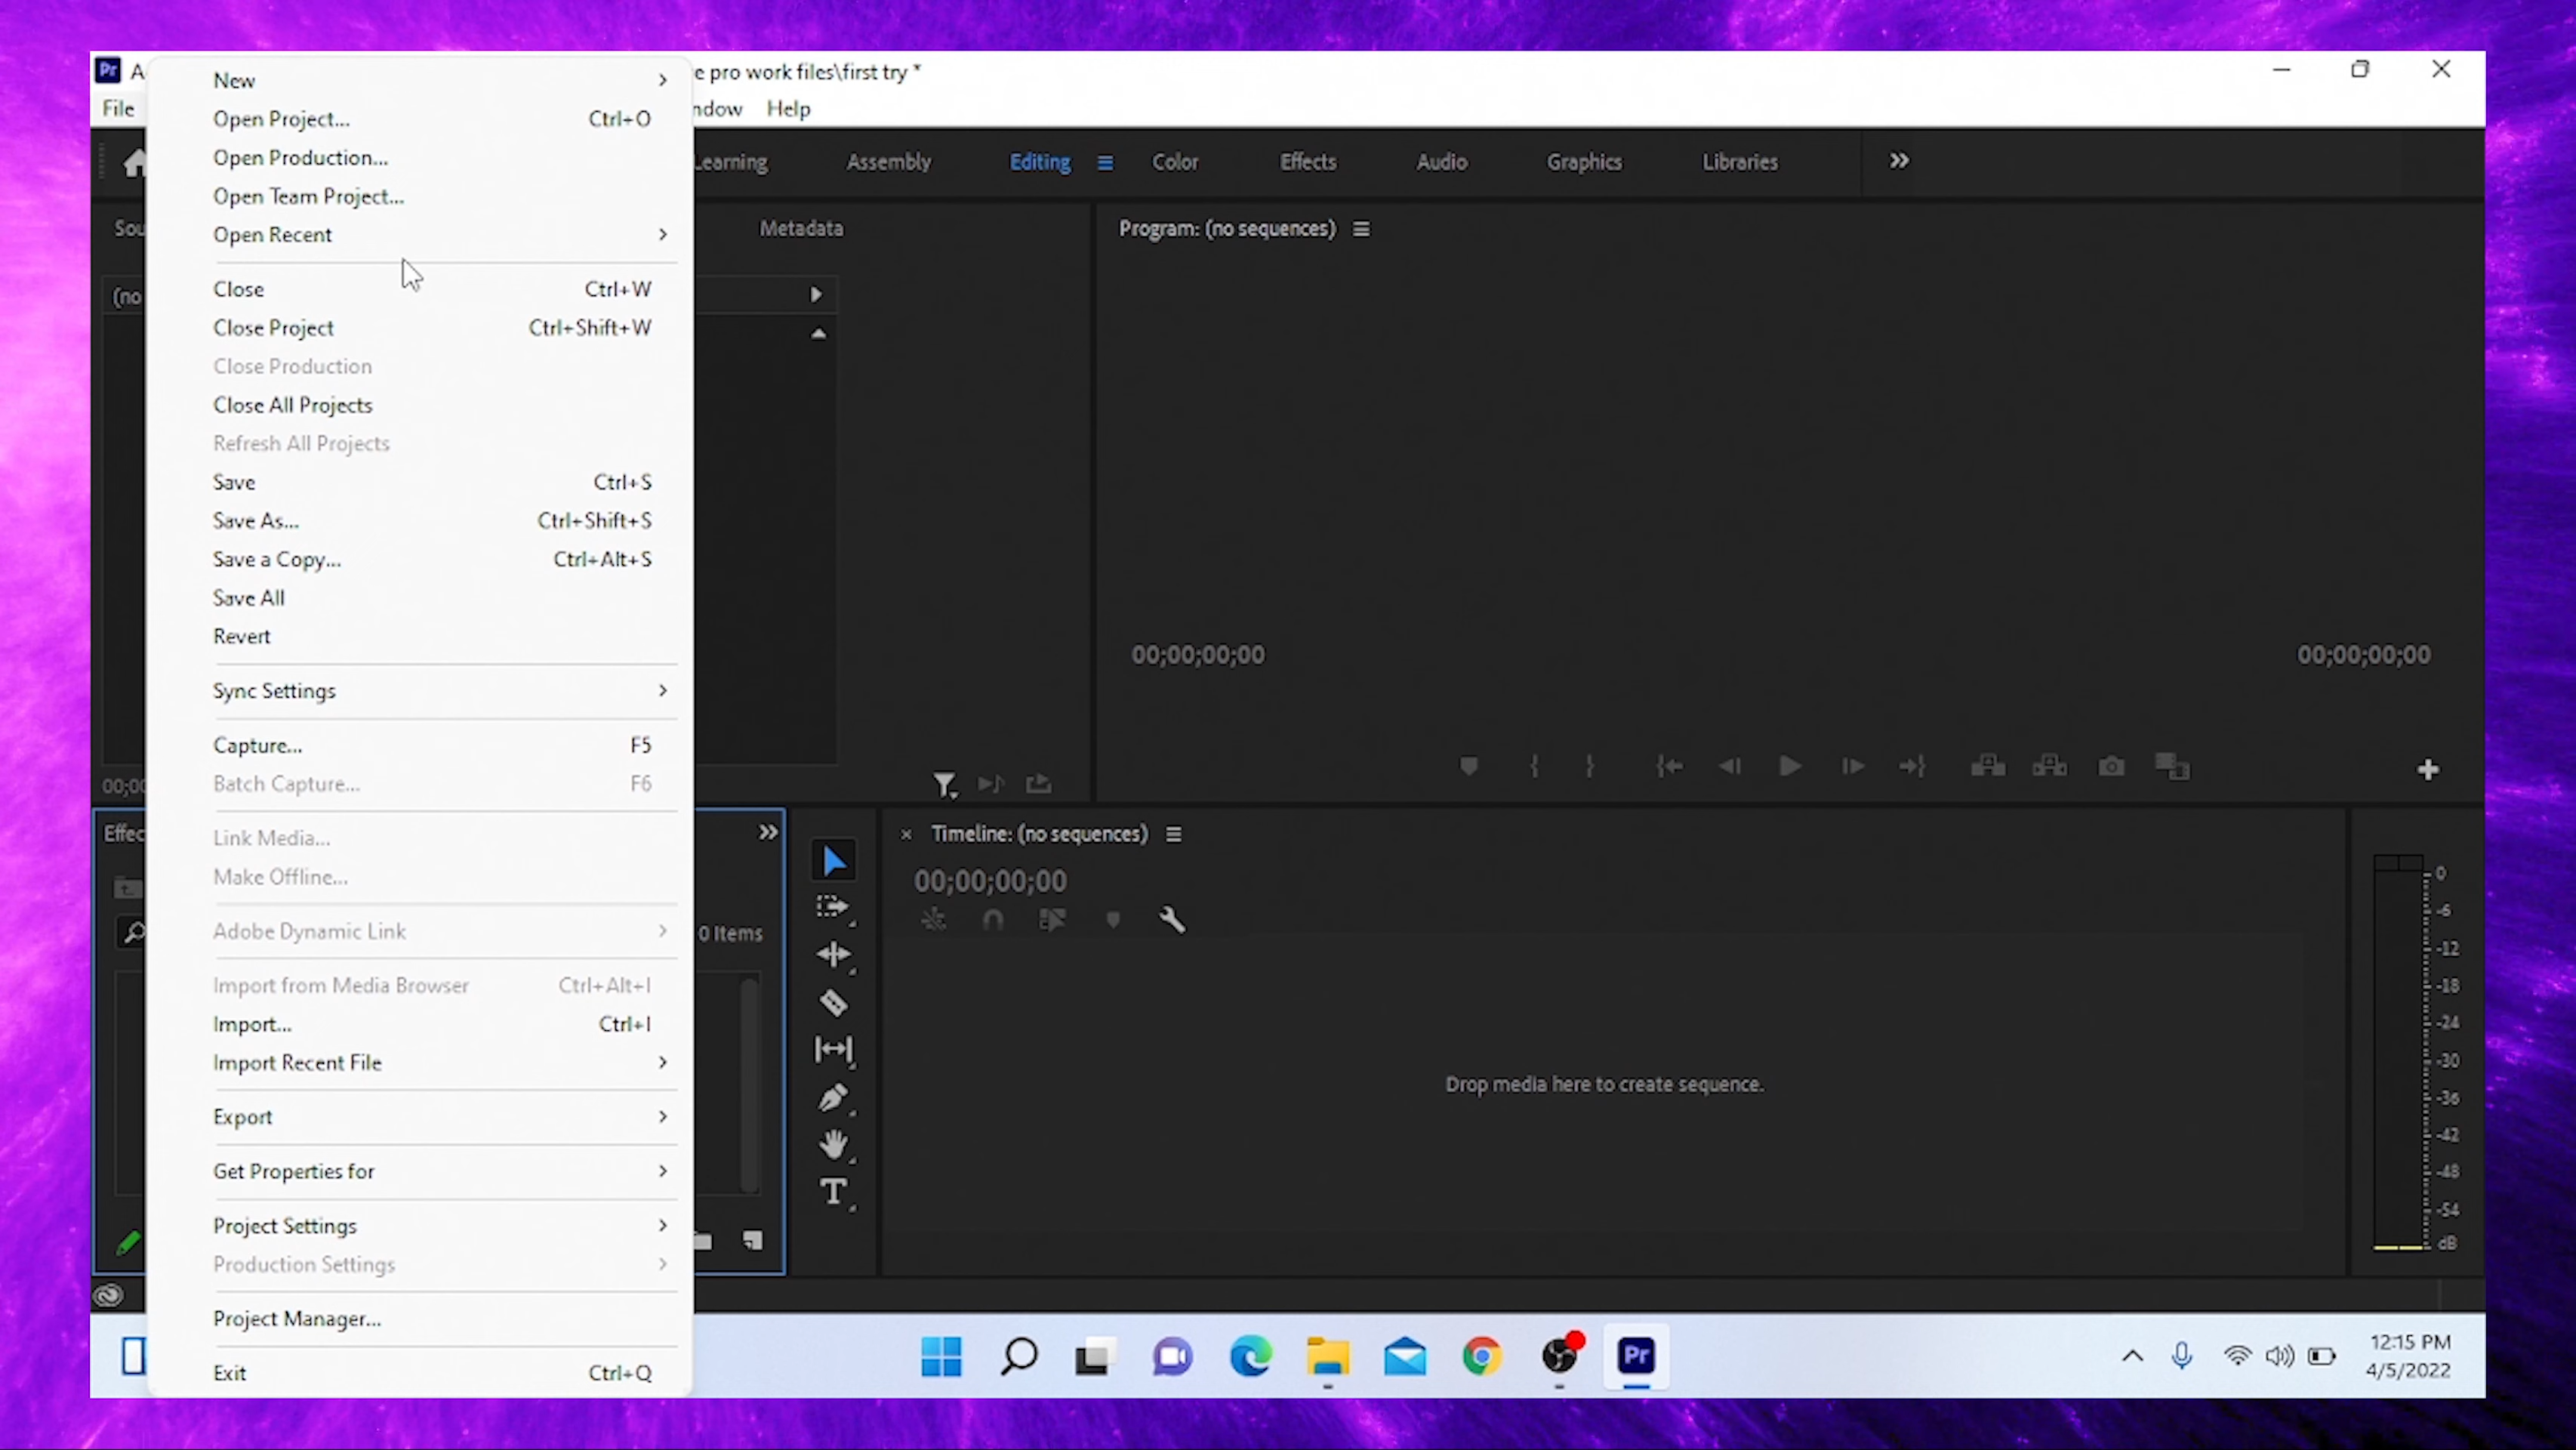 Pr
e pro work files\first try *
File
ndow Help
New
Open Project... Ctrl+O
Open Production...
Open Team Project...
Open Recent
Close Ctrl+W
Close Project Ctrl+Shift+W
Close Production
Close All Projects
Refresh All Projects
Save Ctrl+S
Save As... Ctrl+Shift+S
Save a Copy... Ctrl+Alt+S
Save All
Revert
Sync Settings
Capture... F5
Batch Capture... F6
Link Media...
Make Offline...
Adobe Dynamic Link
Import from Media Browser Ctrl+Alt+I
Import... Ctrl+I
Import Recent File
Export
Get Properties for
Project Settings
Production Settings
Project Manager...
Exit Ctrl+Q
Learning Assembly Editing Color Effects Audio Graphics Libraries
Sou
Metadata
Program: (no sequences)
(no
00;00;00;00 00;00;00;00
00;00
Effec
0 Items
Timeline: (no sequences)
00;00;00;00
Drop media here to create sequence.
0
-6
-12
-18
-24
-30
-36
-42
-48
-54
dB
Pr
12:15 PM
4/5/2022